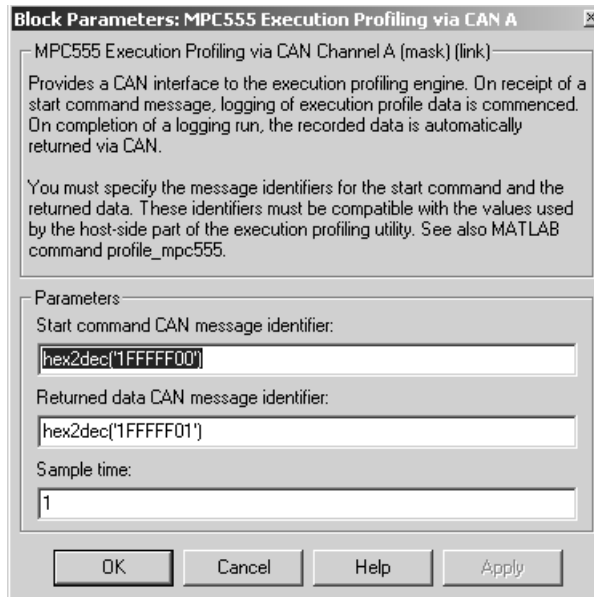 Block Parameters: MPC555 Execution Profiling via CAN A
MPC555 Execution Profiling via CAN Channel A (mask) (link)
Provides a CAN interface to the execution profiling engine. On receipt of a
start command message, logging of execution profile data is commenced.
On completion of a logging run, the recorded data is automatically
returned via CAN.
You must specify the message identifiers for the start command and the
returned data. These identifiers must be compatible with the values used
by the host-side part of the execution profiling utility. See also MATLAB
command profile_mpc555.
Parameters
Start command CAN message identifier:
hex2dec('1FFFFF00')
Returned data CAN message identifier:
hex2dec('1FFFFF01')
Sample time:
1
OK Cancel Help Apply